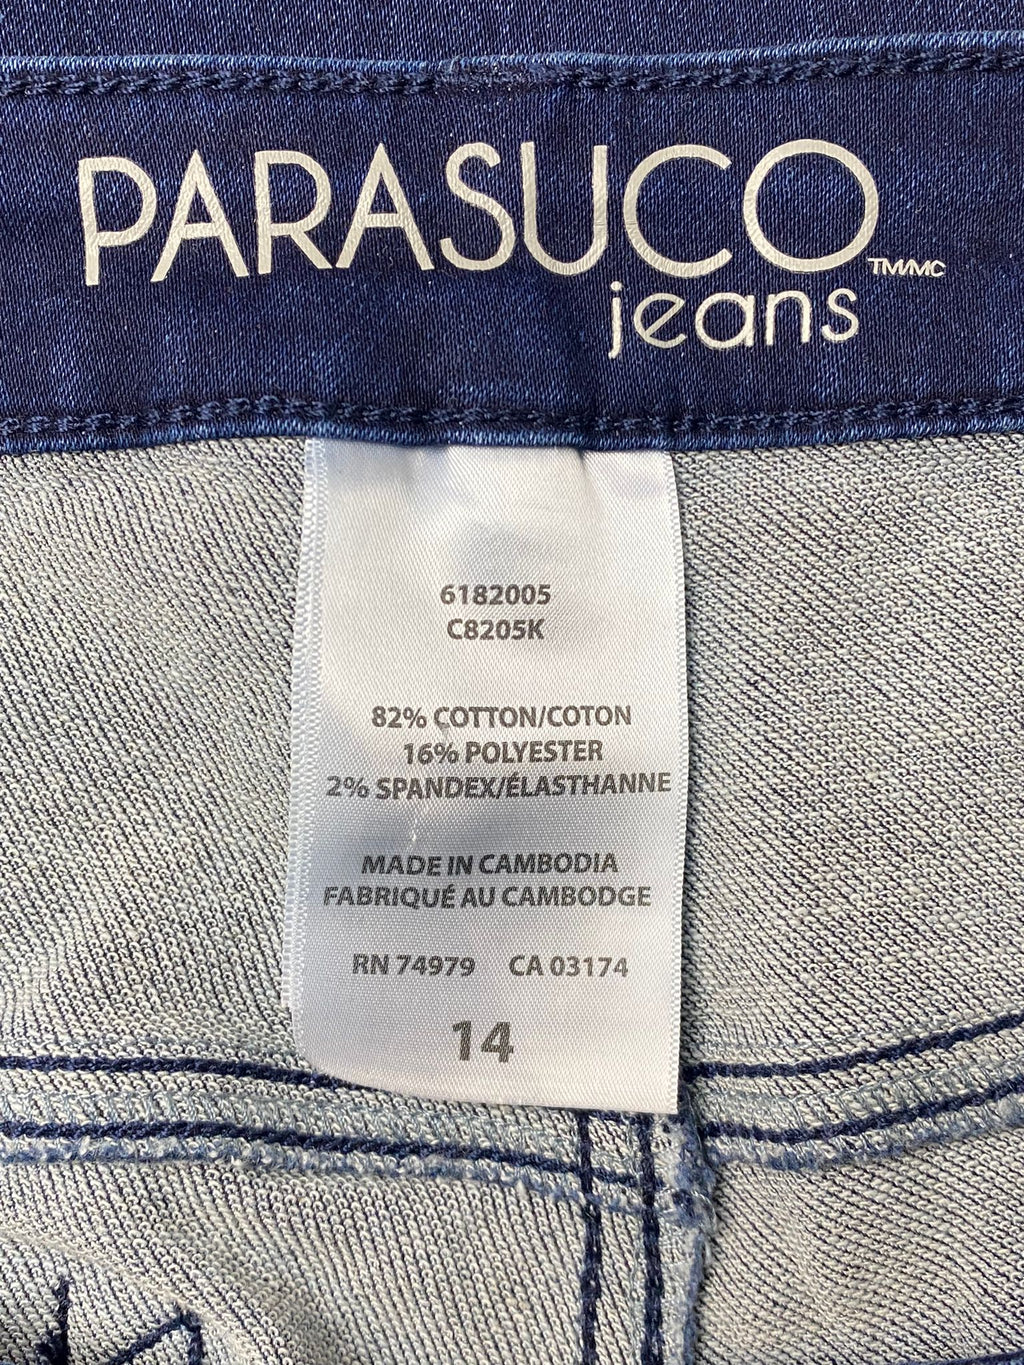 PARASUCO TM/MC
jeans
6182005
C8205K
82% COTTON/COTON
16% POLYESTER
2% SPANDEX/ÉLASTHANNE
MADE IN CAMBODIA
FABRIQUÉ AU CAMBODGE
RN 74979 CA 03174
14